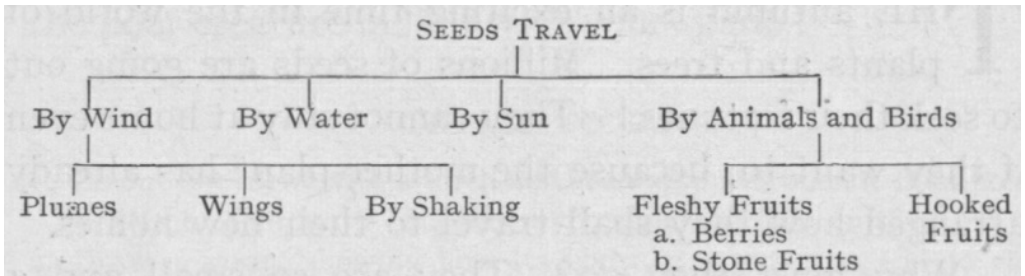 SEEDS TRAVEL
By Wind By Water By Sun By Animals and Birds
Plumes Wings By Shaking Fleshy Fruits Hooked
a. Berries Fruits
b. Stone Fruits